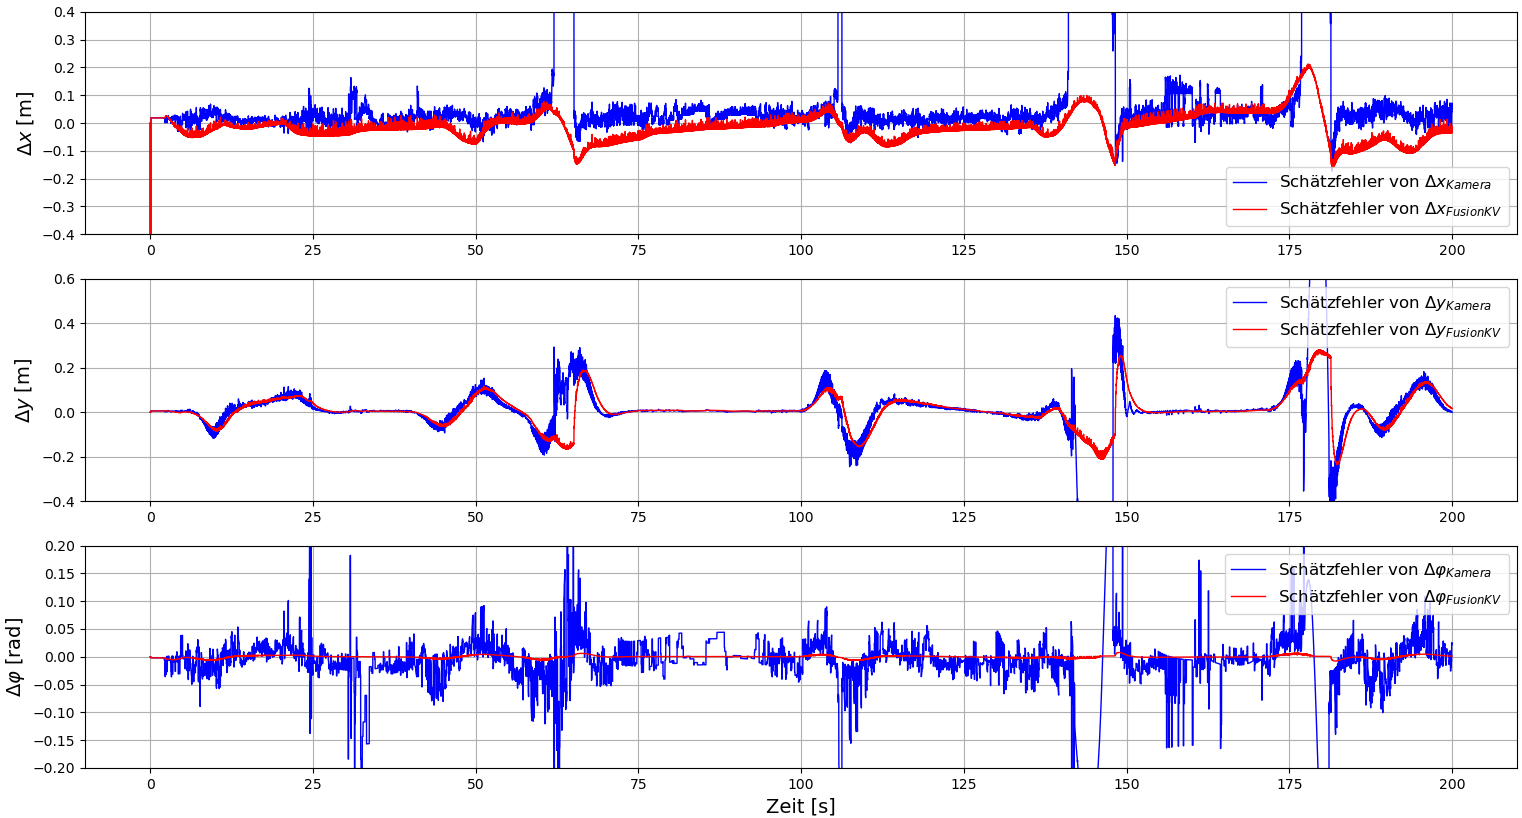 0.4
0.3
0.2
0.1
0.0
−0.1
−0.2
−0.3
−0.4
Δx [m]
Schätzfehler von Δx_Kamera
Schätzfehler von Δx_FusionKV
0 25 50 75 100 125 150 175 200
0.6
0.4
0.2
0.0
−0.2
−0.4
Δy [m]
Schätzfehler von Δy_Kamera
Schätzfehler von Δy_FusionKV
0 25 50 75 100 125 150 175 200
0.20
0.15
0.10
0.05
0.00
−0.05
−0.10
−0.15
−0.20
Δφ [rad]
Schätzfehler von Δφ_Kamera
Schätzfehler von Δφ_FusionKV
0 25 50 75 100 125 150 175 200
Zeit [s]